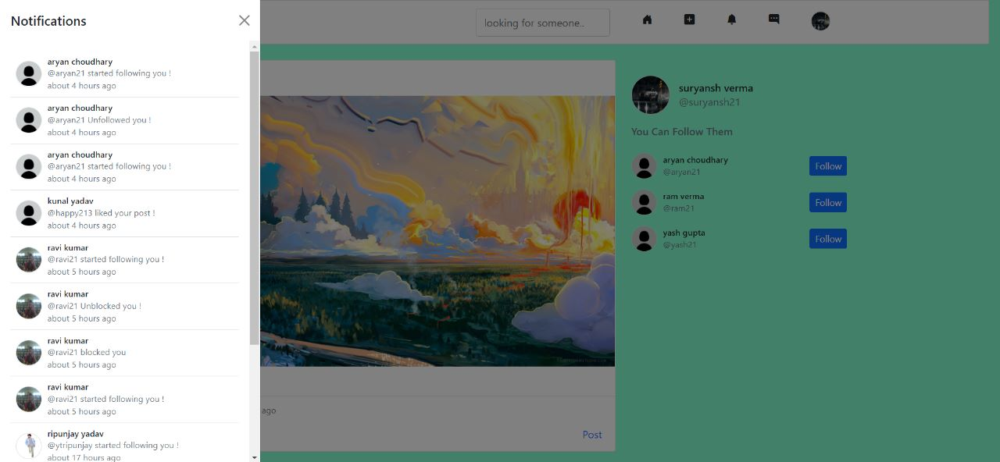 Notifications
looking for someone..
aryan choudhary
@aryan21 started following you !
about 4 hours ago
aryan choudhary
@aryan21 Unfollowed you !
about 4 hours ago
aryan choudhary
@aryan21 started following you !
about 4 hours ago
kunal yadav
@happy213 liked your post !
about 4 hours ago
ravi kumar
@ravi21 started following you !
about 5 hours ago
ravi kumar
@ravi21 Unblocked you !
about 5 hours ago
ravi kumar
@ravi21 blocked you
about 5 hours ago
ravi kumar
@ravi21 started following you !
about 5 hours ago
ripunjay yadav
@ytripunjay started following you !
about 17 hours ago
ago
Post
suryansh verma
@suryansh21
You Can Follow Them
aryan choudhary
@aryan21
Follow
ram verma
@ram21
Follow
yash gupta
@yash21
Follow